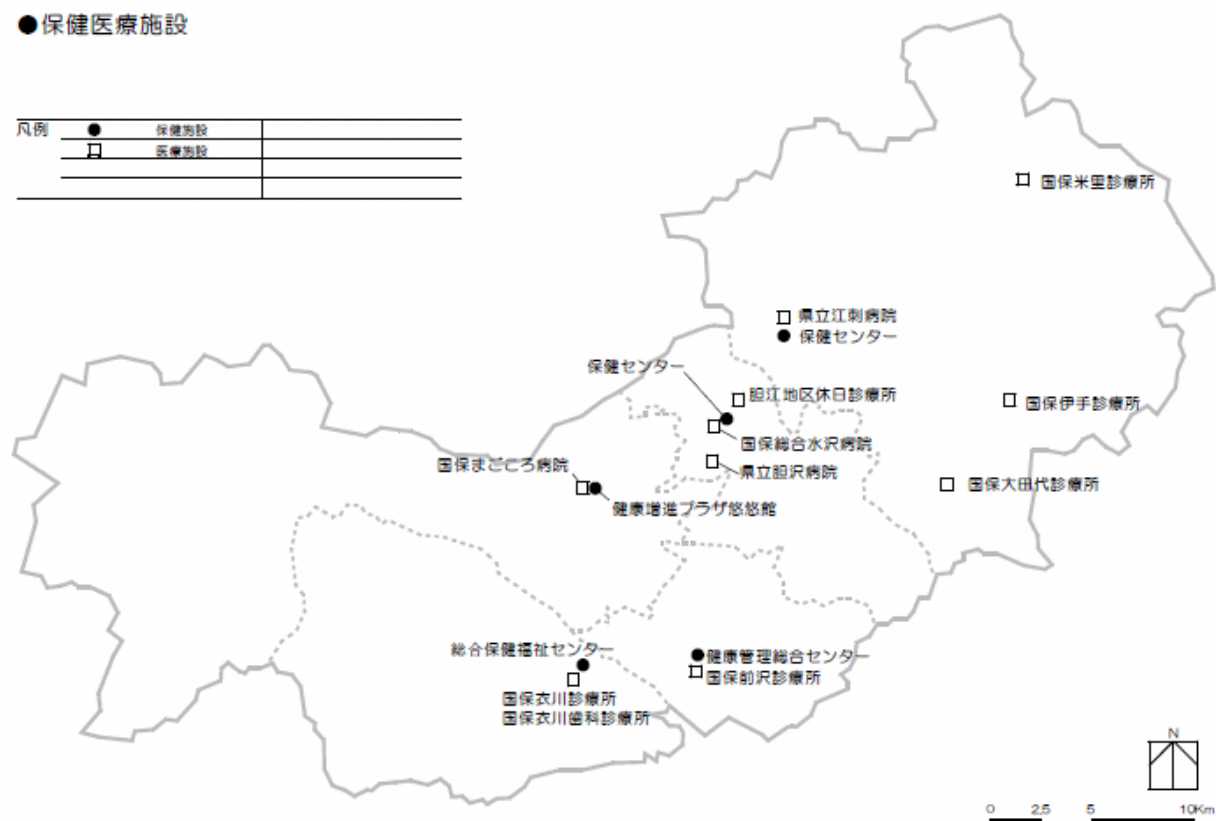 ●保健医療施設
凡例
● 保健施設
□ 医療施設
国保米里診療所
県立江刺病院
保健センター
保健センター
胆江地区休日診療所
国保伊手診療所
国保総合水沢病院
国保まごころ病院
県立胆沢病院
国保大田代診療所
健康増進プラザ悠悠館
総合保健福祉センター
健康管理総合センター
国保前沢診療所
国保衣川診療所
国保衣川歯科診療所
N
0 2.5 5 10Km